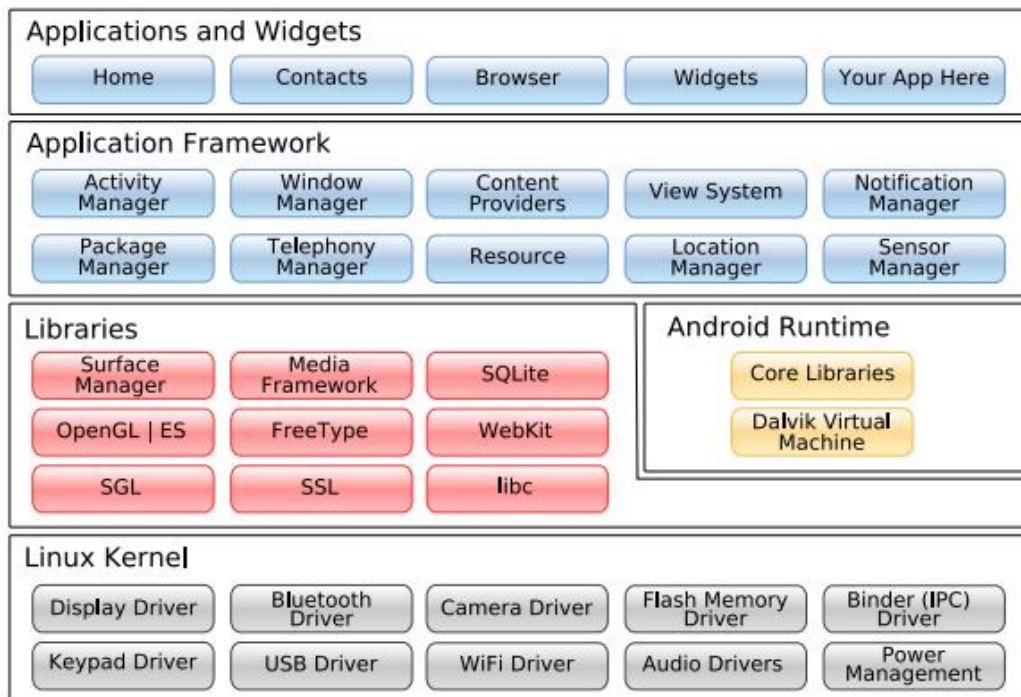 Applications and Widgets
Home
Contacts
Browser
Widgets
Your App Here
Application Framework
Activity
Manager
Window
Manager
Content
Providers
View System
Notification
Manager
Package
Manager
Telephony
Manager
Resource
Location
Manager
Sensor
Manager
Libraries
Surface
Manager
Media
Framework
SQLite
OpenGL | ES
FreeType
WebKit
SGL
SSL
libc
Android Runtime
Core Libraries
Dalvik Virtual
Machine
Linux Kernel
Display Driver
Bluetooth
Driver
Camera Driver
Flash Memory
Driver
Binder (IPC)
Driver
Keypad Driver
USB Driver
WiFi Driver
Audio Drivers
Power
Management